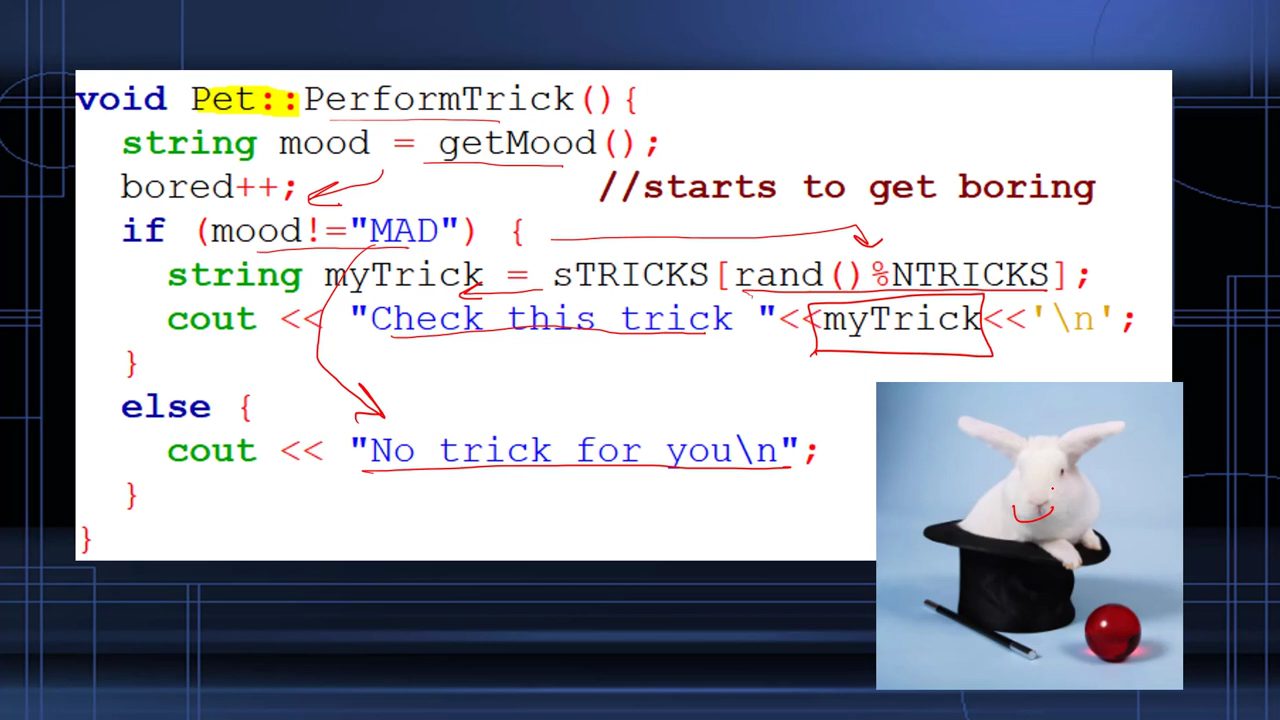 void Pet::PerformTrick(){
string mood = getMood();
bored++; //starts to get boring
if (mood!="MAD") {
string myTrick = sTRICKS[rand()%NTRICKS];
cout << "Check this trick "<<myTrick<<'\n';
}
else {
cout << "No trick for you\n";
}
}